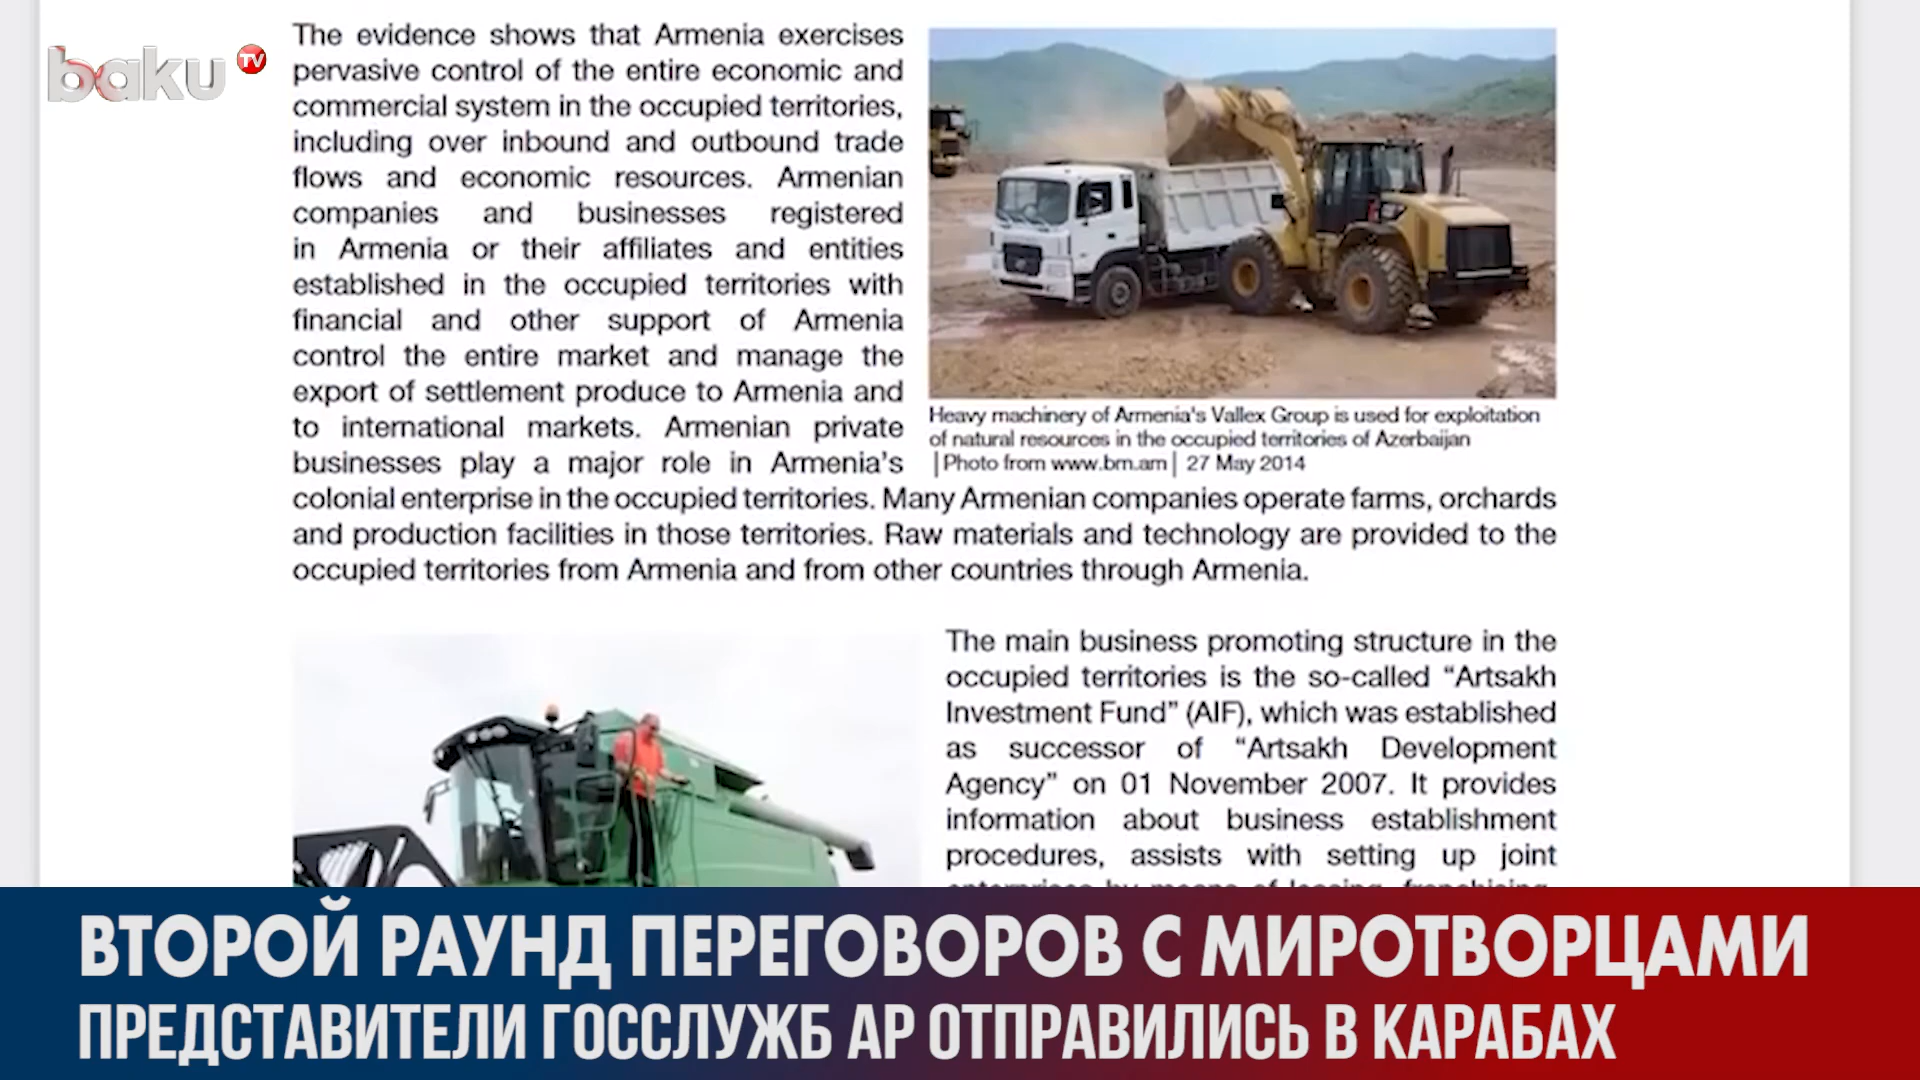 baku TV
The evidence shows that Armenia exercises
pervasive control of the entire economic and
commercial system in the occupied territories,
including over inbound and outbound trade
flows and economic resources. Armenian
companies and businesses registered
in Armenia or their affiliates and entities
established in the occupied territories with
financial and other support of Armenia
control the entire market and manage the
export of settlement produce to Armenia and
to international markets. Armenian private
businesses play a major role in Armenia's
colonial enterprise in the occupied territories. Many Armenian companies operate farms, orchards
and production facilities in those territories. Raw materials and technology are provided to the
occupied territories from Armenia and from other countries through Armenia.
Heavy machinery of Armenia's Vallex Group is used for exploitation
of natural resources in the occupied territories of Azerbaijan
|Photo from www.bm.am| 27 May 2014
The main business promoting structure in the
occupied territories is the so-called “Artsakh
Investment Fund” (AIF), which was established
as successor of “Artsakh Development
Agency” on 01 November 2007. It provides
information about business establishment
procedures, assists with setting up joint
ВТОРОЙ РАУНД ПЕРЕГОВОРОВ С МИРОТВОРЦАМИ
ПРЕДСТАВИТЕЛИ ГОССЛУЖБ АР ОТПРАВИЛИСЬ В КАРАБАХ